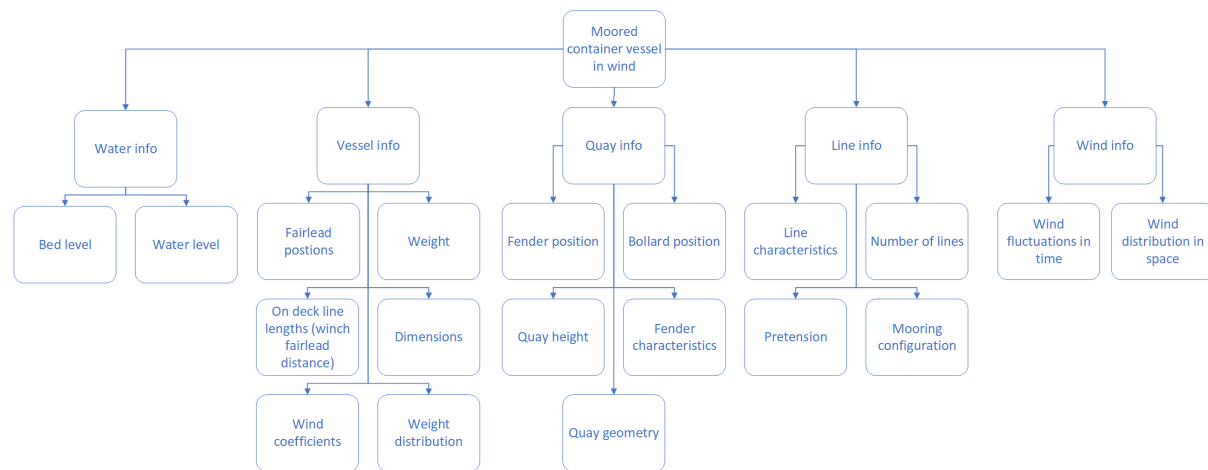 Moored
container vessel
in wind
Water info
Vessel info
Quay info
Line info
Wind info
Bed level
Water level
Fairlead
postions
Weight
Fender position
Bollard position
Line
characteristics
Number of lines
Wind
fluctuations in
time
Wind
distribution in
space
On deck line
lengths (winch
fairlead
distance)
Dimensions
Quay height
Fender
characteristics
Pretension
Mooring
configuration
Wind
coefficients
Weight
distribution
Quay geometry